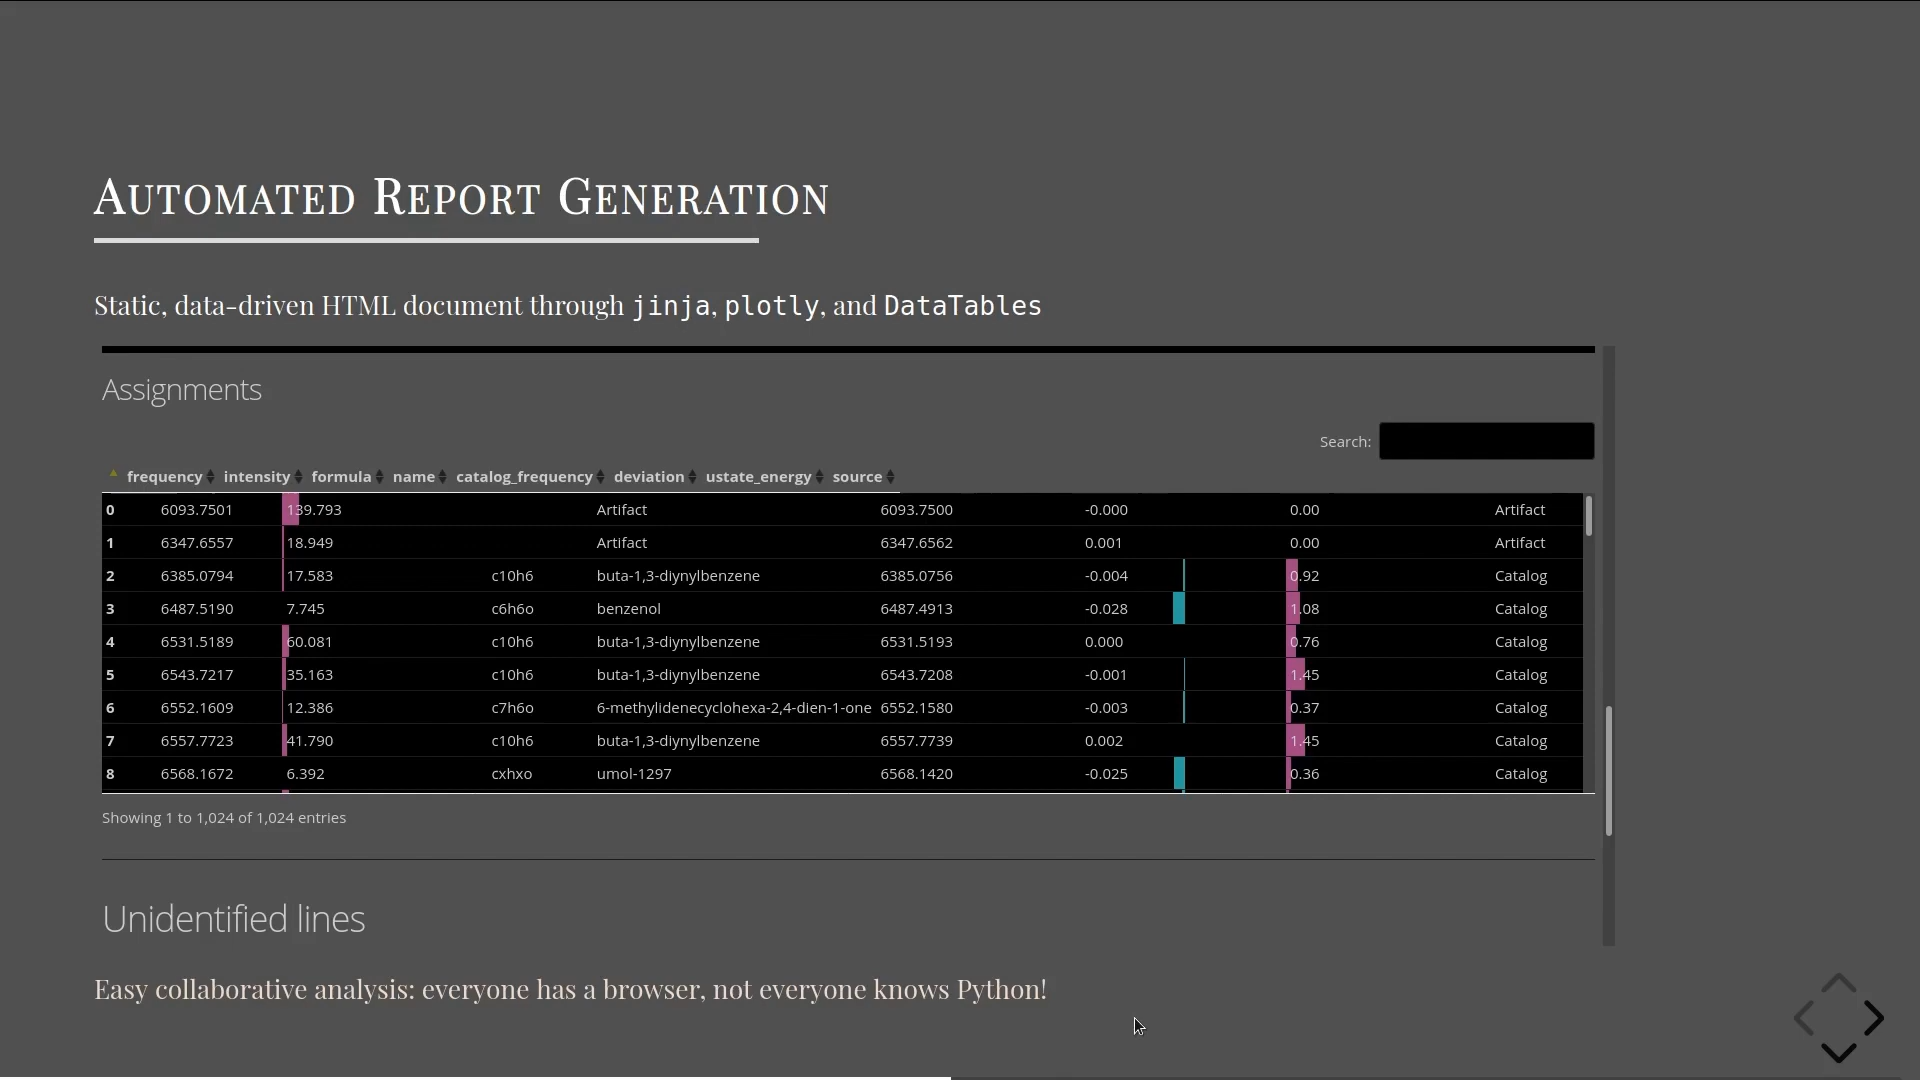 Automated Report Generation
Static, data-driven HTML document through jinja, plotly, and DataTables
Assignments
Search:
frequency intensity formula name catalog_frequency deviation ustate_energy source
0 6093.7501 139.793 Artifact 6093.7500 -0.000 0.00 Artifact
1 6347.6557 18.949 Artifact 6347.6562 0.001 0.00 Artifact
2 6385.0794 17.583 c10h6 buta-1,3-diynylbenzene 6385.0756 -0.004 0.92 Catalog
3 6487.5190 7.745 c6h6o benzenol 6487.4913 -0.028 1.08 Catalog
4 6531.5189 60.081 c10h6 buta-1,3-diynylbenzene 6531.5193 0.000 0.76 Catalog
5 6543.7217 35.163 c10h6 buta-1,3-diynylbenzene 6543.7208 -0.001 1.45 Catalog
6 6552.1609 12.386 c7h6o 6-methylidenecyclohexa-2,4-dien-1-one 6552.1580 -0.003 0.37 Catalog
7 6557.7723 41.790 c10h6 buta-1,3-diynylbenzene 6557.7739 0.002 1.45 Catalog
8 6568.1672 6.392 cxhxo umol-1297 6568.1420 -0.025 0.36 Catalog
Showing 1 to 1,024 of 1,024 entries
Unidentified lines
Easy collaborative analysis: everyone has a browser, not everyone knows Python!